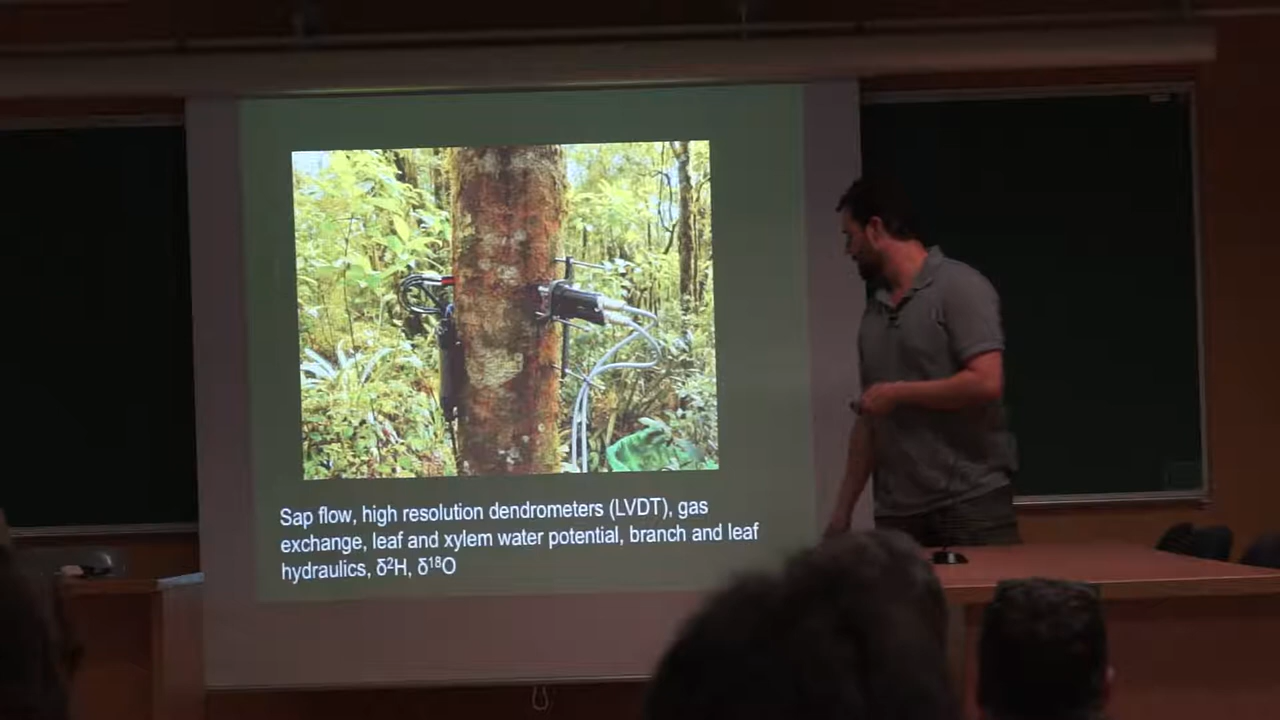 Sap flow, high resolution dendrometers (LVDT), gas
exchange, leaf and xylem water potential, branch and leaf
hydraulics, δ²H, δ¹⁸O